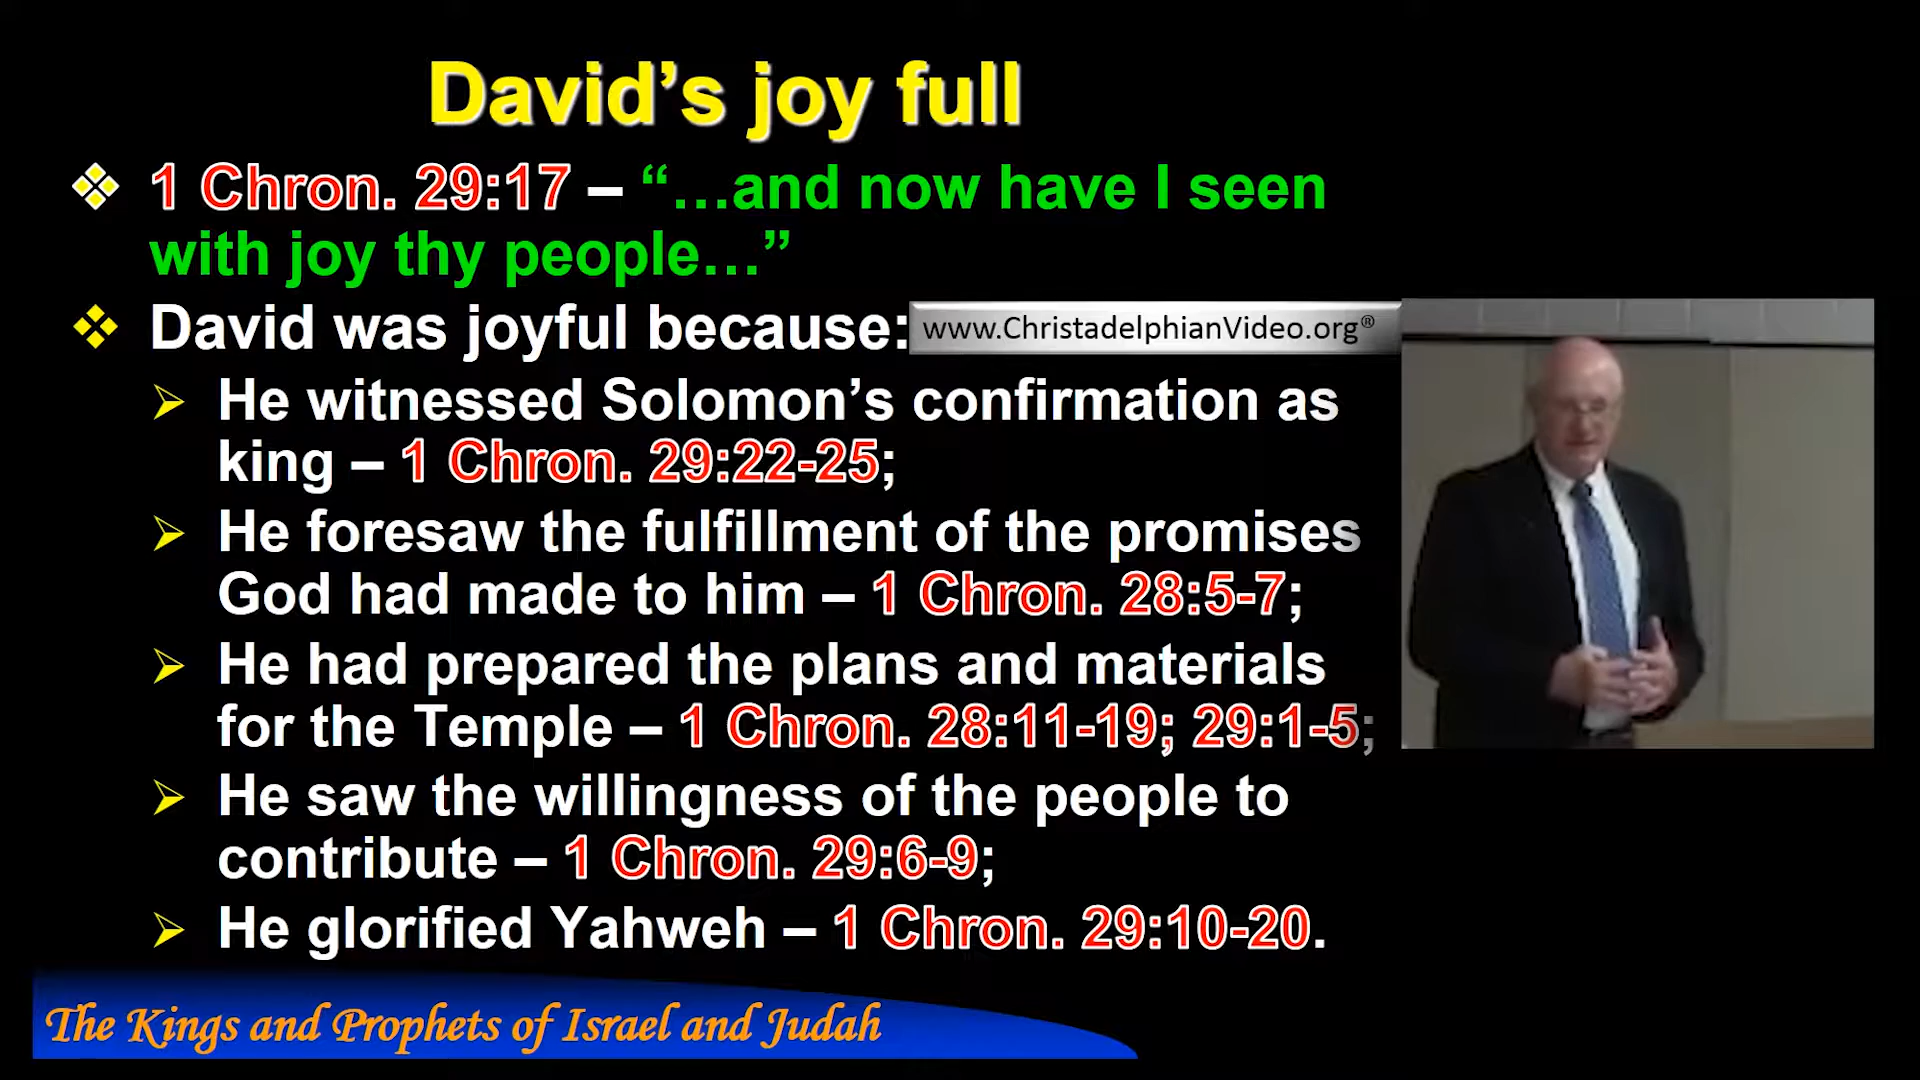 David’s joy full
1 Chron. 29:17 – “…and now have I seen
with joy thy people…”
David was joyful because:
www.ChristadelphianVideo.org®
He witnessed Solomon’s confirmation as
king – 1 Chron. 29:22-25;
He foresaw the fulfillment of the promises
God had made to him – 1 Chron. 28:5-7;
He had prepared the plans and materials
for the Temple – 1 Chron. 28:11-19; 29:1-5;
He saw the willingness of the people to
contribute – 1 Chron. 29:6-9;
He glorified Yahweh – 1 Chron. 29:10-20.
The Kings and Prophets of Israel and Judah